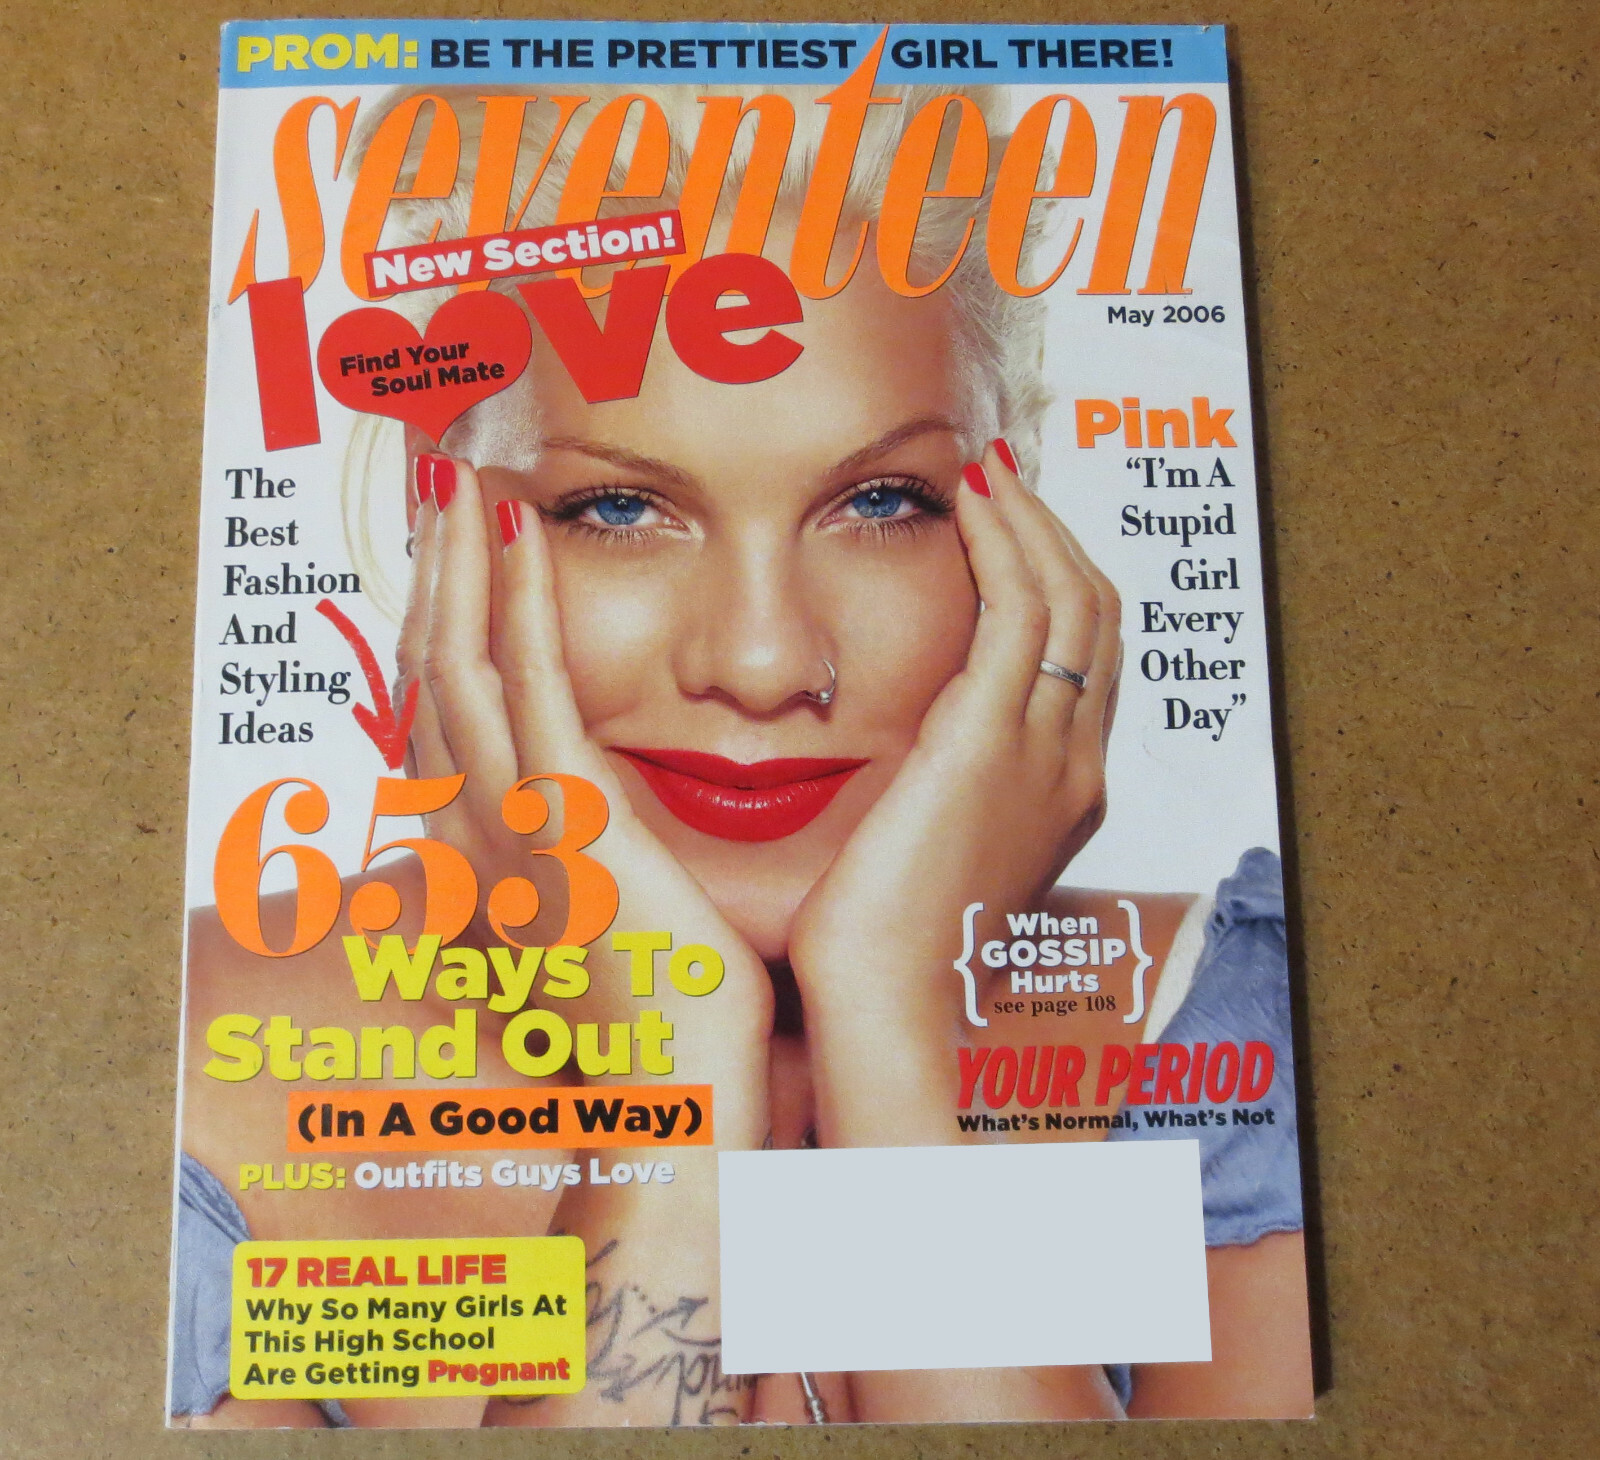 PROM: BE THE PRETTIEST GIRL THERE!
seventeen
New Section!
love
Find Your
Soul Mate
May 2006
Pink
“I'm A
Stupid
Girl
Every
Other
Day”
The
Best
Fashion
And
Styling
Ideas
653
Ways To
Stand Out
(In A Good Way)
PLUS: Outfits Guys Love
When
GOSSIP
Hurts
see page 108
YOUR PERIOD
What's Normal, What's Not
17 REAL LIFE
Why So Many Girls At
This High School
Are Getting Pregnant